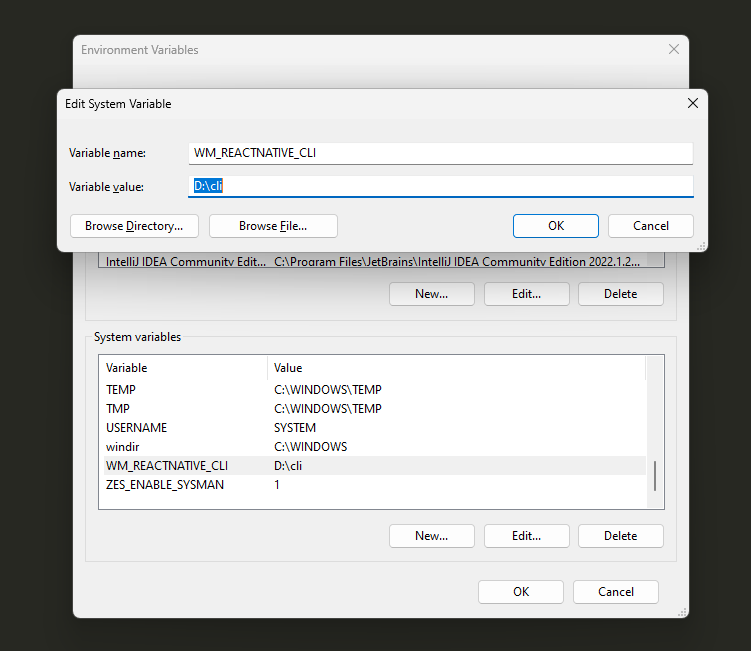 Environment Variables
Edit System Variable
Variable name: WM_REACTNATIVE_CLI
Variable value: D:\cli
Browse Directory... Browse File... OK Cancel
IntelliJ IDEA Community Edit... C:\Program Files\JetBrains\IntelliJ IDEA Community Edition 2022.1.2...
New... Edit... Delete
System variables
Variable Value
TEMP C:\WINDOWS\TEMP
TMP C:\WINDOWS\TEMP
USERNAME SYSTEM
windir C:\WINDOWS
WM_REACTNATIVE_CLI D:\cli
ZES_ENABLE_SYSMAN 1
New... Edit... Delete
OK Cancel